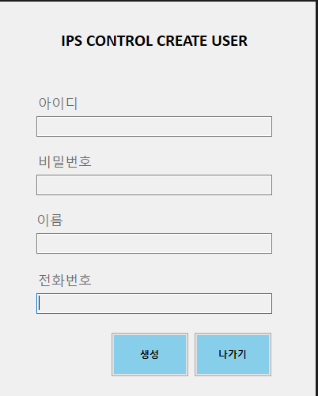 IPS CONTROL CREATE USER
아이디
비밀번호
이름
전화번호
생성 나가기